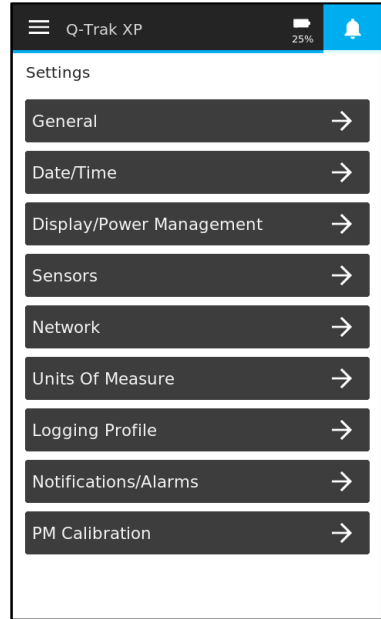 Q-Trak XP
25%
Settings
General
Date/Time
Display/Power Management
Sensors
Network
Units Of Measure
Logging Profile
Notifications/Alarms
PM Calibration